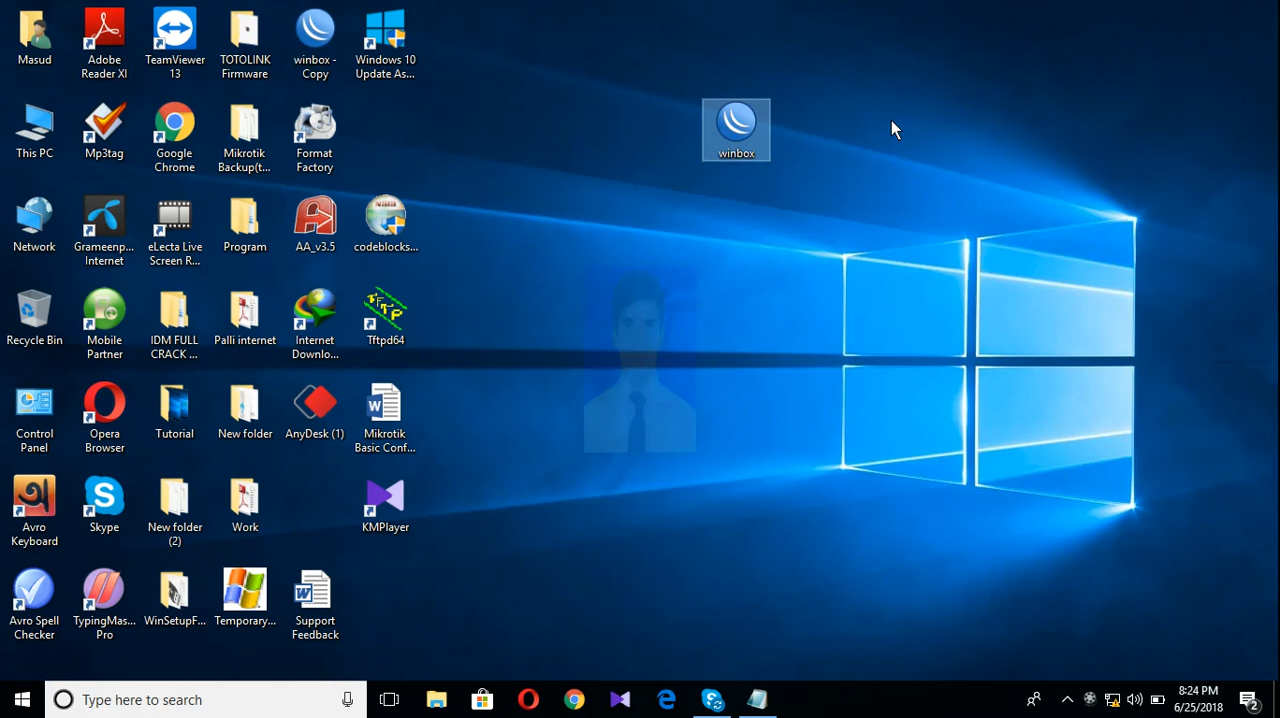 Masud
Adobe
Reader XI
TeamViewer
13
TOTOLINK
Firmware
winbox -
Copy
Windows 10
Update As...
This PC
Mp3tag
Google
Chrome
Mikrotik
Backup(t...
Format
Factory
winbox
Network
Grameenp...
Internet
eLecta Live
Screen R...
Program
AA_v3.5
codeblocks...
Recycle Bin
Mobile
Partner
IDM FULL
CRACK ...
Palli internet
Internet
Downlo...
Tftpd64
Control
Panel
Opera
Browser
Tutorial
New folder
AnyDesk (1)
Mikrotik
Basic Conf...
Avro
Keyboard
Skype
New folder
(2)
Work
KMPlayer
Avro Spell
Checker
TypingMas...
Pro
WinSetupF...
Temporary...
Support
Feedback
Type here to search
8:24 PM
6/25/2018
2